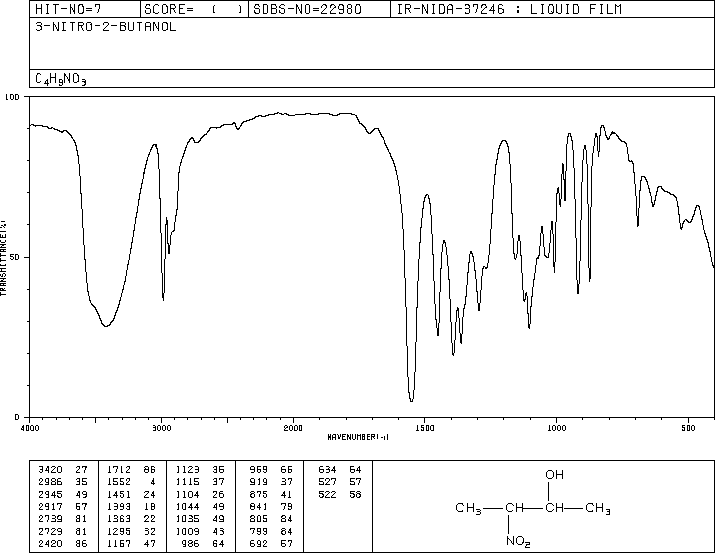 HIT-NO=7 SCORE= ( ) SDBS-NO=22980 IR-NIDA-37246 : LIQUID FILM
3-NITRO-2-BUTANOL
C4H9NO3
100
50
0
TRANSMITTANCE(%)
4000 3000 2000 1500 1000 500
WAVENUMBER(-1)
3420 27 1712 86 1123 36 969 66 634 64
2986 35 1552 4 1115 37 919 37 527 57
2945 49 1451 24 1104 26 875 41 522 58
2917 57 1393 18 1044 49 841 79
2739 81 1363 22 1035 49 805 84
2729 81 1295 32 1009 43 799 84
2420 86 1157 47 986 64 692 57
OH
CH3 CH CH CH3
NO2